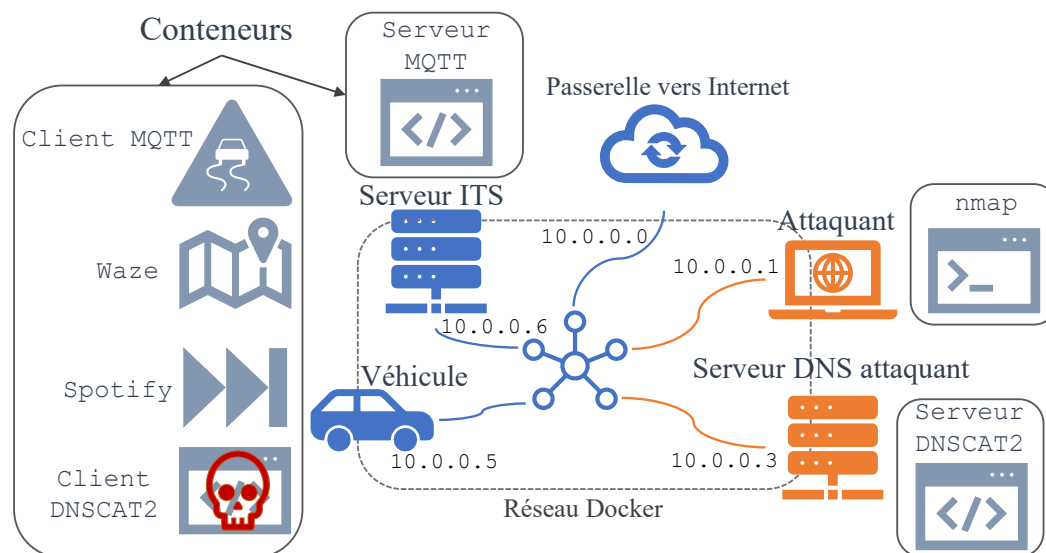 Conteneurs
Serveur
MQTT
Passerelle vers Internet
Client MQTT
Serveur ITS
Attaquant
nmap
10.0.0.0
10.0.0.1
Waze
10.0.0.6
Véhicule
Serveur DNS attaquant
Spotify
10.0.0.5
10.0.0.3
Serveur
DNSCAT2
Client
DNSCAT2
Réseau Docker